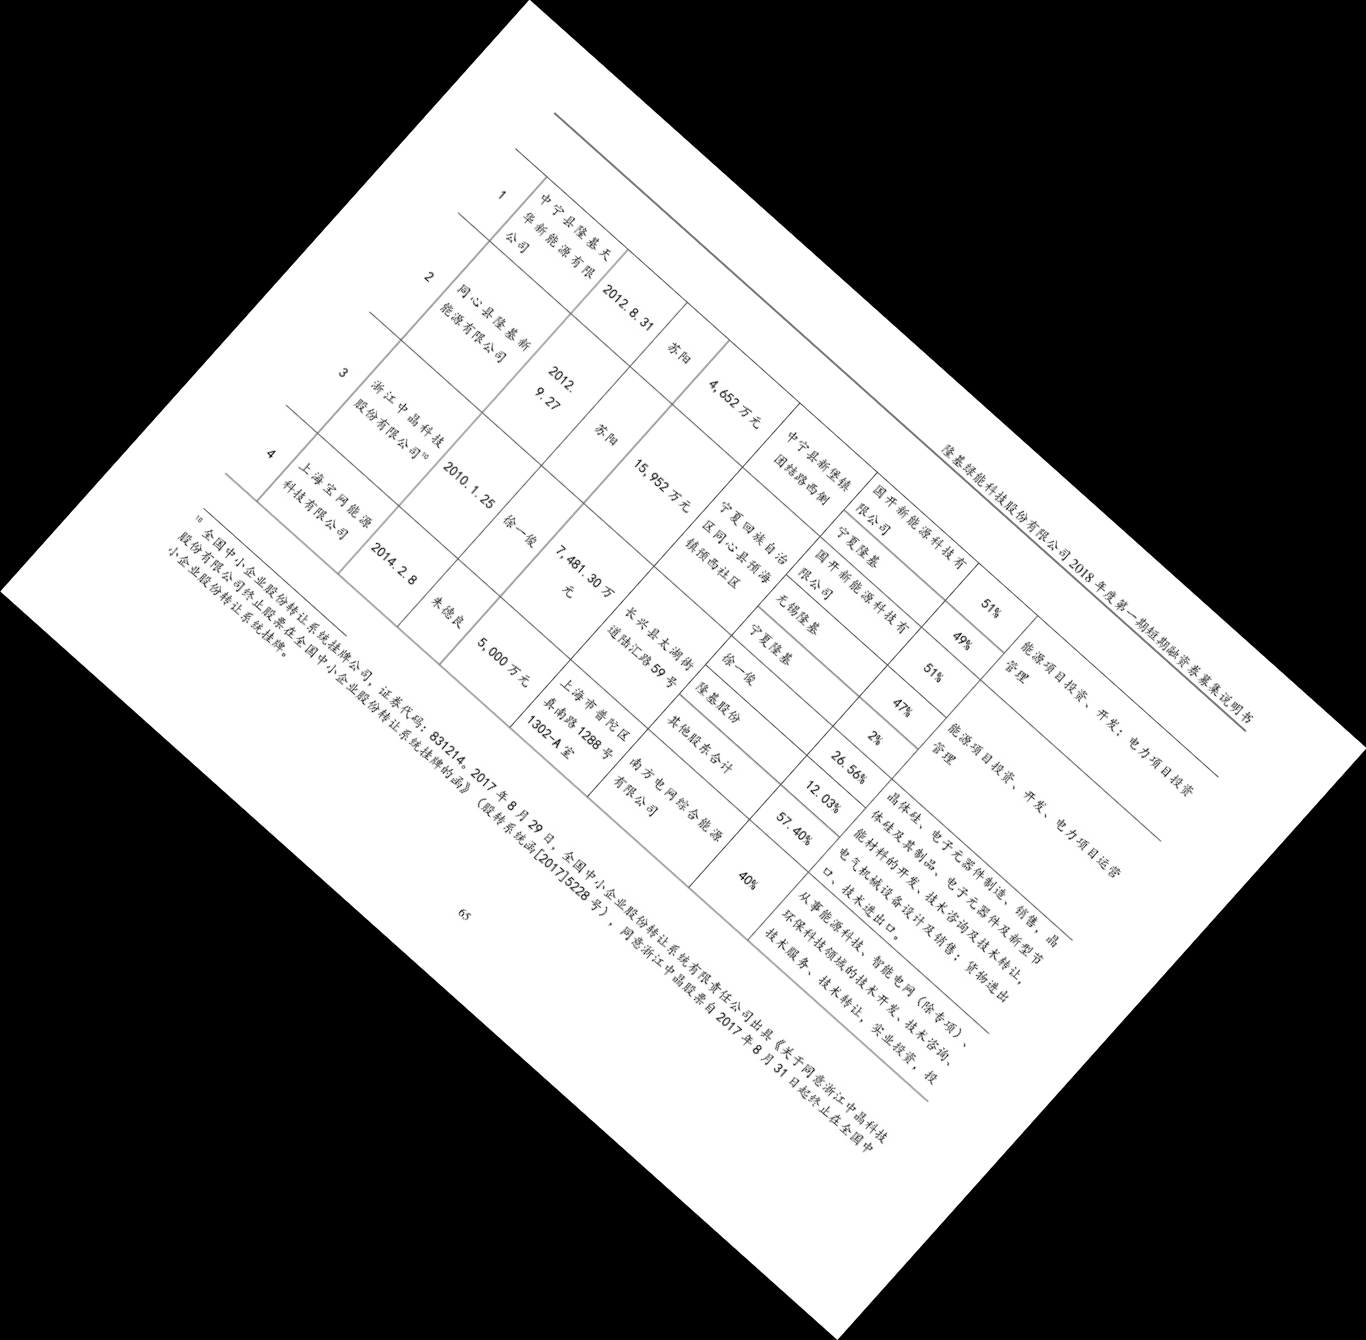 隆基绿能科技股份有限公司 2018 年度第一期短期融资券募集说明书
1
中宁县隆基天
华新能源有限
公司
2012.8.31
苏阳
4,652 万元
中宁县新堡镇
团结路西侧
国开新能源科技有
限公司
51%
宁夏隆基
49%
能源项目投资、开发；电力项目投资
管理
2
同心县隆基新
能源有限公司
2012.
9.27
苏阳
15,952 万元
宁夏回族自治
区同心县预海
镇预西社区
国开新能源科技有
限公司
51%
无锡隆基
47%
宁夏隆基
2%
能源项目投资、开发、电力项目运营
管理
3
浙江中晶科技
股份有限公司10
2010.1.25
徐一俊
7,481.30 万
元
长兴县太湖街
道陆汇路 59 号
徐一俊
26.56%
隆基股份
12.03%
其他股东合计
57.40%
晶体硅、电子元器件制造、销售，晶
体硅及其制品、电子元器件及新型节
能材料的开发、技术咨询及技术转让，
电气机械设备设计及销售；货物进出
口、技术进出口。
4
上海宝网能源
科技有限公司
2014.2.8
朱德良
5,000 万元
上海市普陀区
真南路 1288 号
1302-A 室
南方电网综合能源
有限公司
40%
从事能源科技、智能电网（除专项）、
环保科技领域的技术开发、技术咨询、
技术服务、技术转让，实业投资，投
10 全国中小企业股份转让系统挂牌公司，证券代码：831214。2017 年 8 月 29 日，全国中小企业股份转让系统有限责任公司出具《关于同意浙江中晶科技
股份有限公司终止股票在全国中小企业股份转让系统挂牌的函》（股转系统函[2017]5228 号），同意浙江中晶股票自 2017 年 8 月 31 日起终止在全国中
小企业股份转让系统挂牌。
65